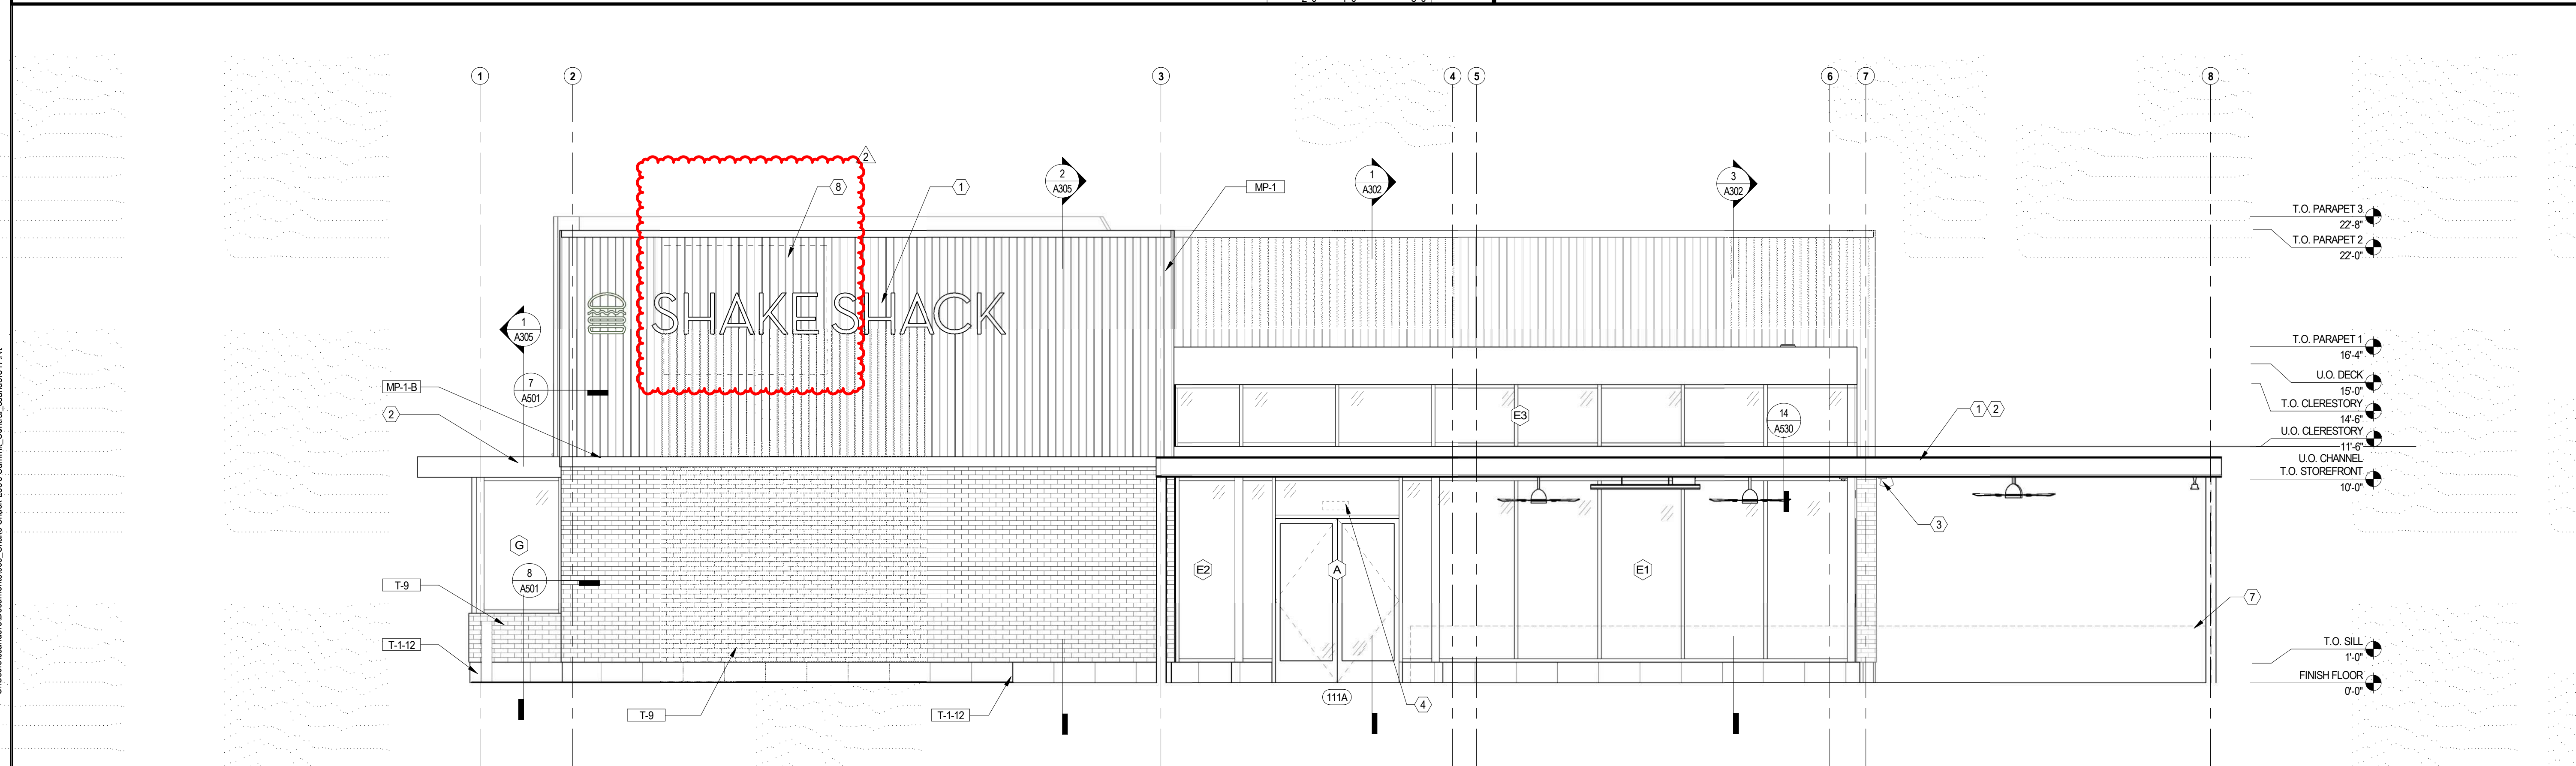 1
2
3
4
5
6
7
8
2
8
1
2
A305
MP-1
1
A302
3
A302
T.O. PARAPET 3
22'-8"
T.O. PARAPET 2
22'-0"
SHAKE SHACK
1
A305
T.O. PARAPET 1
16'-4"
U.O. DECK
15'-0"
T.O. CLERESTORY
14'-6"
U.O. CLERESTORY
11'-6"
U.O. CHANNEL
T.O. STOREFRONT
10'-0"
MP-1-B
7
A501
2
E3
14
A530
1 2
3
G
8
A501
E2
A
E1
T-9
7
T-1-12
T.O. SILL
1'-0"
FINISH FLOOR
0'-0"
T-9
T-1-12
111A
4